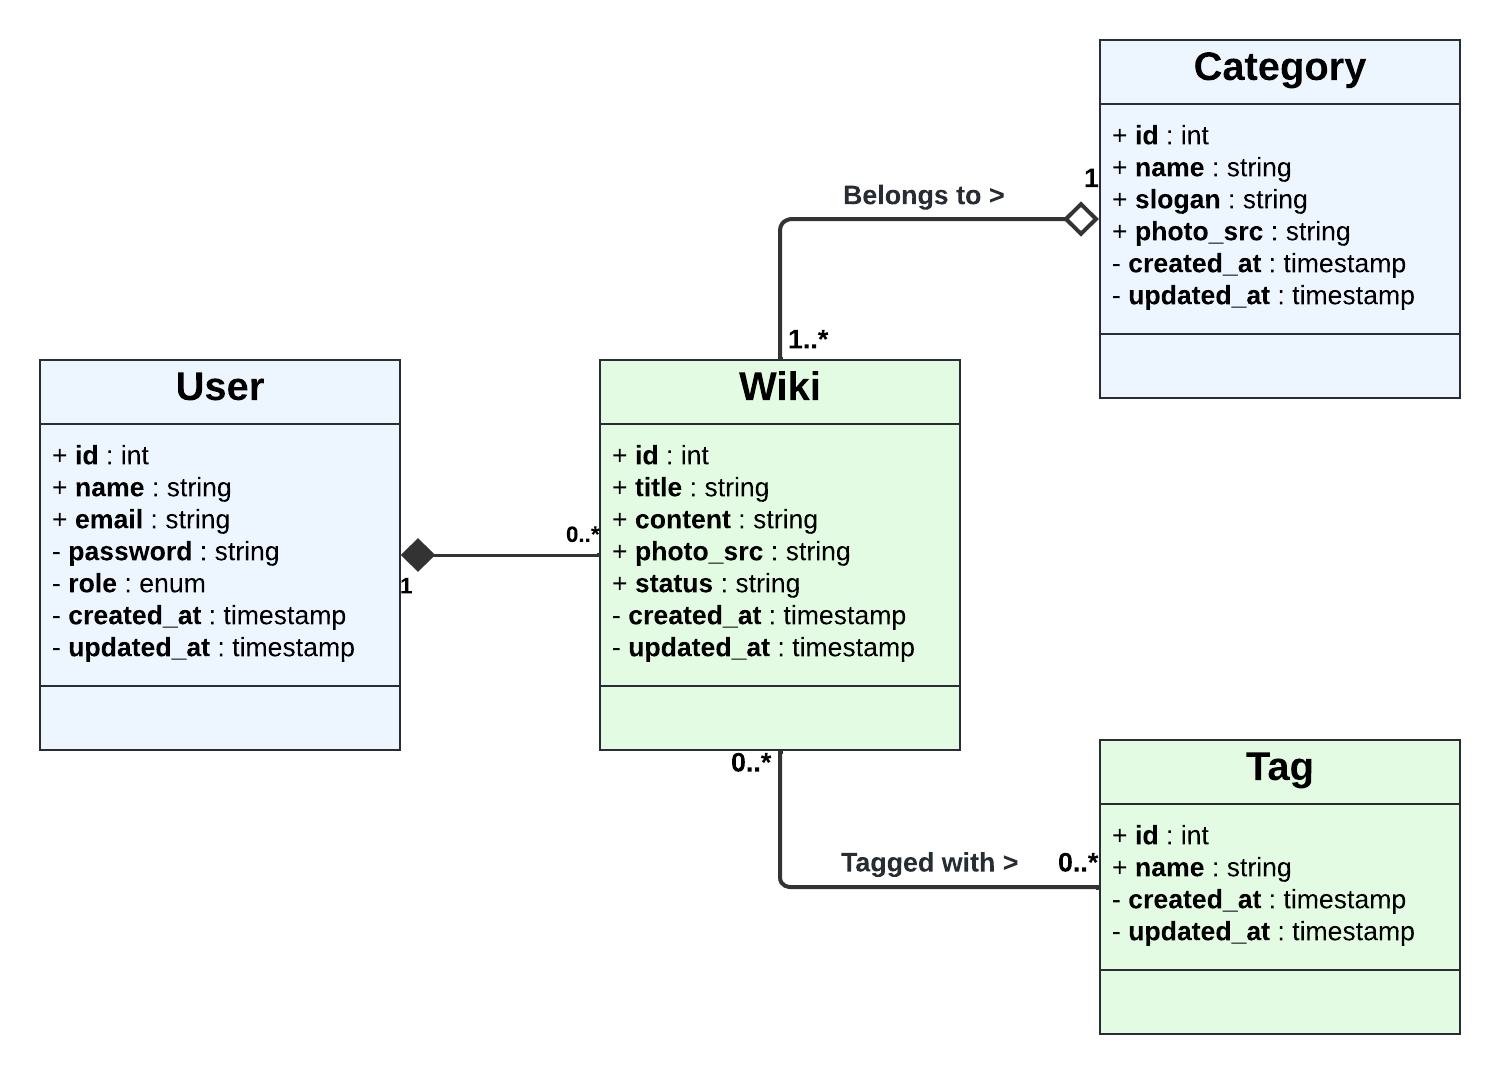 Category
+ id : int
+ name : string
+ slogan : string
+ photo_src : string
- created_at : timestamp
- updated_at : timestamp
1
Belongs to >
1..*
User
+ id : int
+ name : string
+ email : string
- password : string
- role : enum
- created_at : timestamp
- updated_at : timestamp
1
0..*
Wiki
+ id : int
+ title : string
+ content : string
+ photo_src : string
+ status : string
- created_at : timestamp
- updated_at : timestamp
0..*
Tagged with >
0..*
Tag
+ id : int
+ name : string
- created_at : timestamp
- updated_at : timestamp